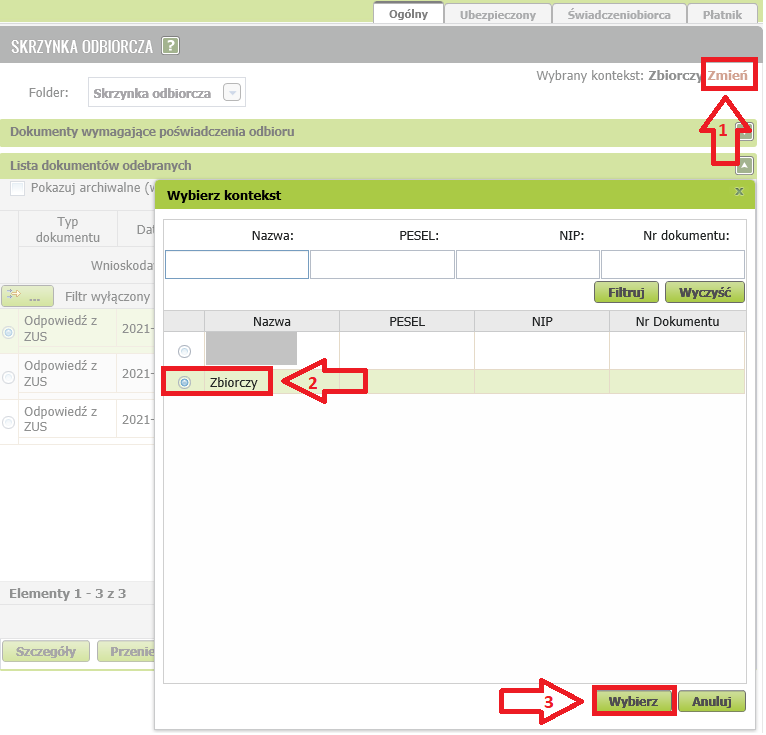 Ogólny Ubezpieczony Świadczeniobiorca Płatnik
SKRZYNKA ODBIORCZA ?
Wybrany kontekst: Zbiorczy Zmień
Folder: Skrzynka odbiorcza
1
Dokumenty wymagające poświadczenia odbioru
Lista dokumentów odebranych
Pokazuj archiwalne (w
Wybierz kontekst x
Typ dokumentu Dat
Wnioskoda
Nazwa: PESEL: NIP: Nr dokumentu:
... Filtr wyłączony
Filtruj Wyczyść
Nazwa PESEL NIP Nr Dokumentu
Odpowiedź z ZUS 2021-
Odpowiedź z ZUS 2021-
Odpowiedź z ZUS 2021-
Zbiorczy 2
Elementy 1 - 3 z 3
Szczegóły Przenie
3 Wybierz Anuluj